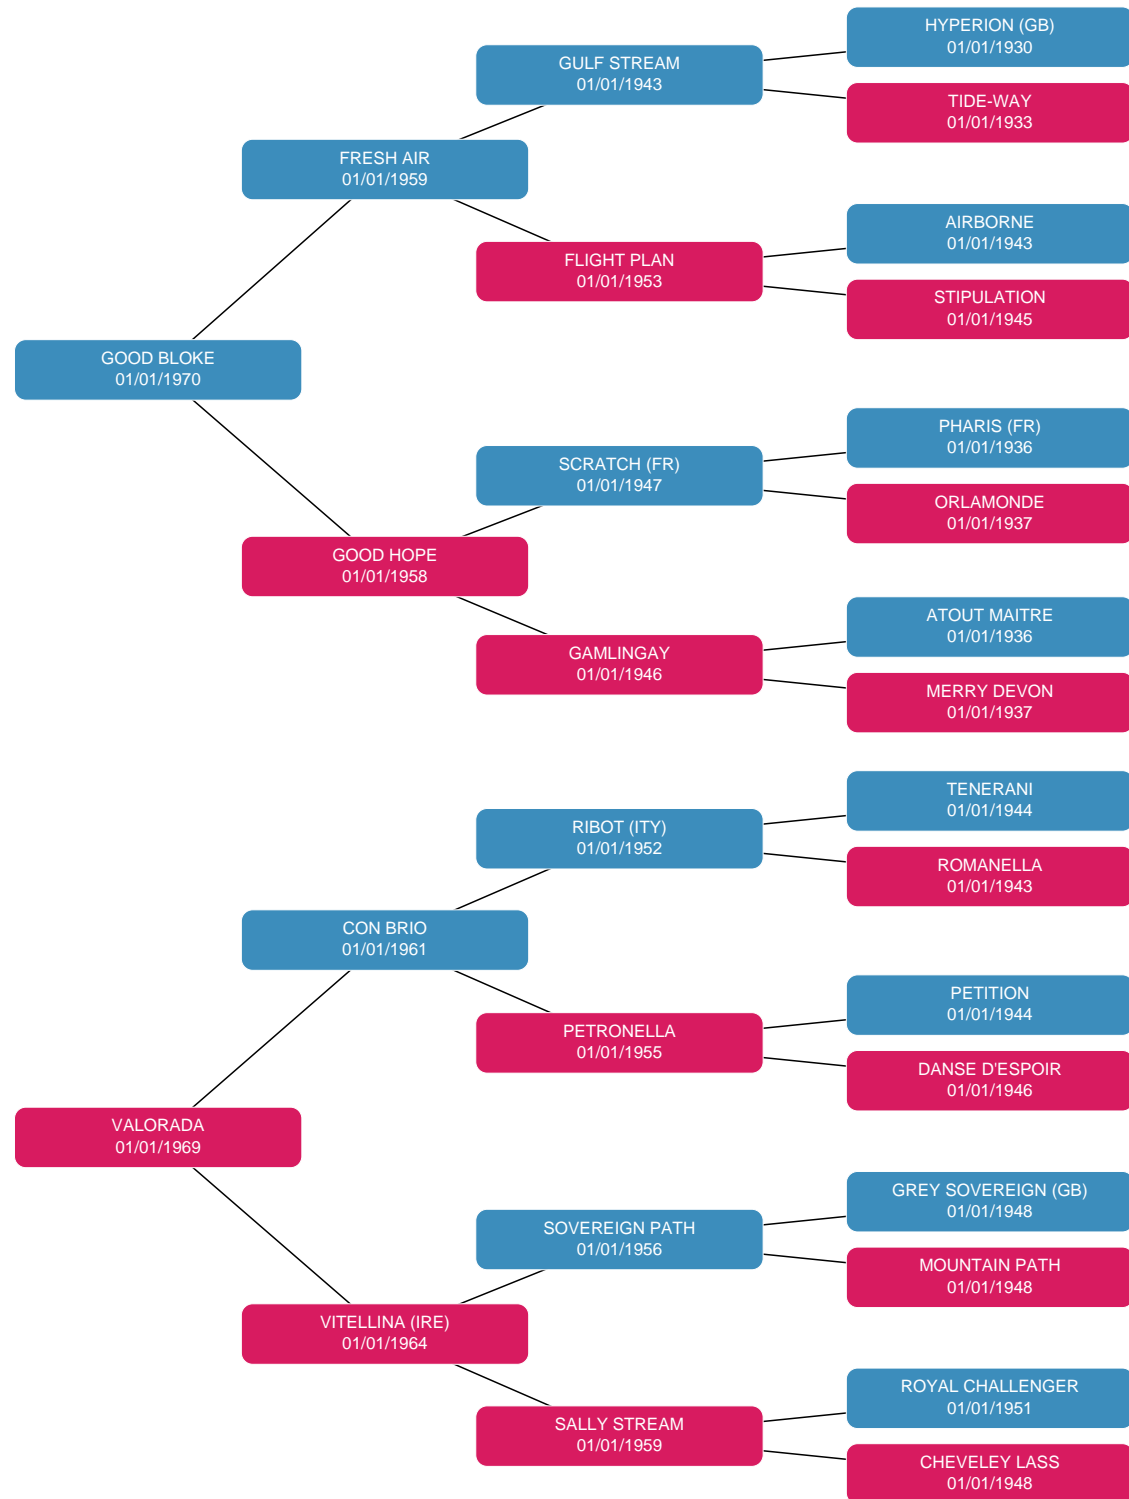 HYPERION (GB)
01/01/1930
GULF STREAM
01/01/1943
TIDE-WAY
01/01/1933
FRESH AIR
01/01/1959
AIRBORNE
01/01/1943
FLIGHT PLAN
01/01/1953
STIPULATION
01/01/1945
GOOD BLOKE
01/01/1970
PHARIS (FR)
01/01/1936
SCRATCH (FR)
01/01/1947
ORLAMONDE
01/01/1937
GOOD HOPE
01/01/1958
ATOUT MAITRE
01/01/1936
GAMLINGAY
01/01/1946
MERRY DEVON
01/01/1937
TENERANI
01/01/1944
RIBOT (ITY)
01/01/1952
ROMANELLA
01/01/1943
CON BRIO
01/01/1961
PETITION
01/01/1944
PETRONELLA
01/01/1955
DANSE D'ESPOIR
01/01/1946
VALORADA
01/01/1969
GREY SOVEREIGN (GB)
01/01/1948
SOVEREIGN PATH
01/01/1956
MOUNTAIN PATH
01/01/1948
VITELLINA (IRE)
01/01/1964
ROYAL CHALLENGER
01/01/1951
SALLY STREAM
01/01/1959
CHEVELEY LASS
01/01/1948